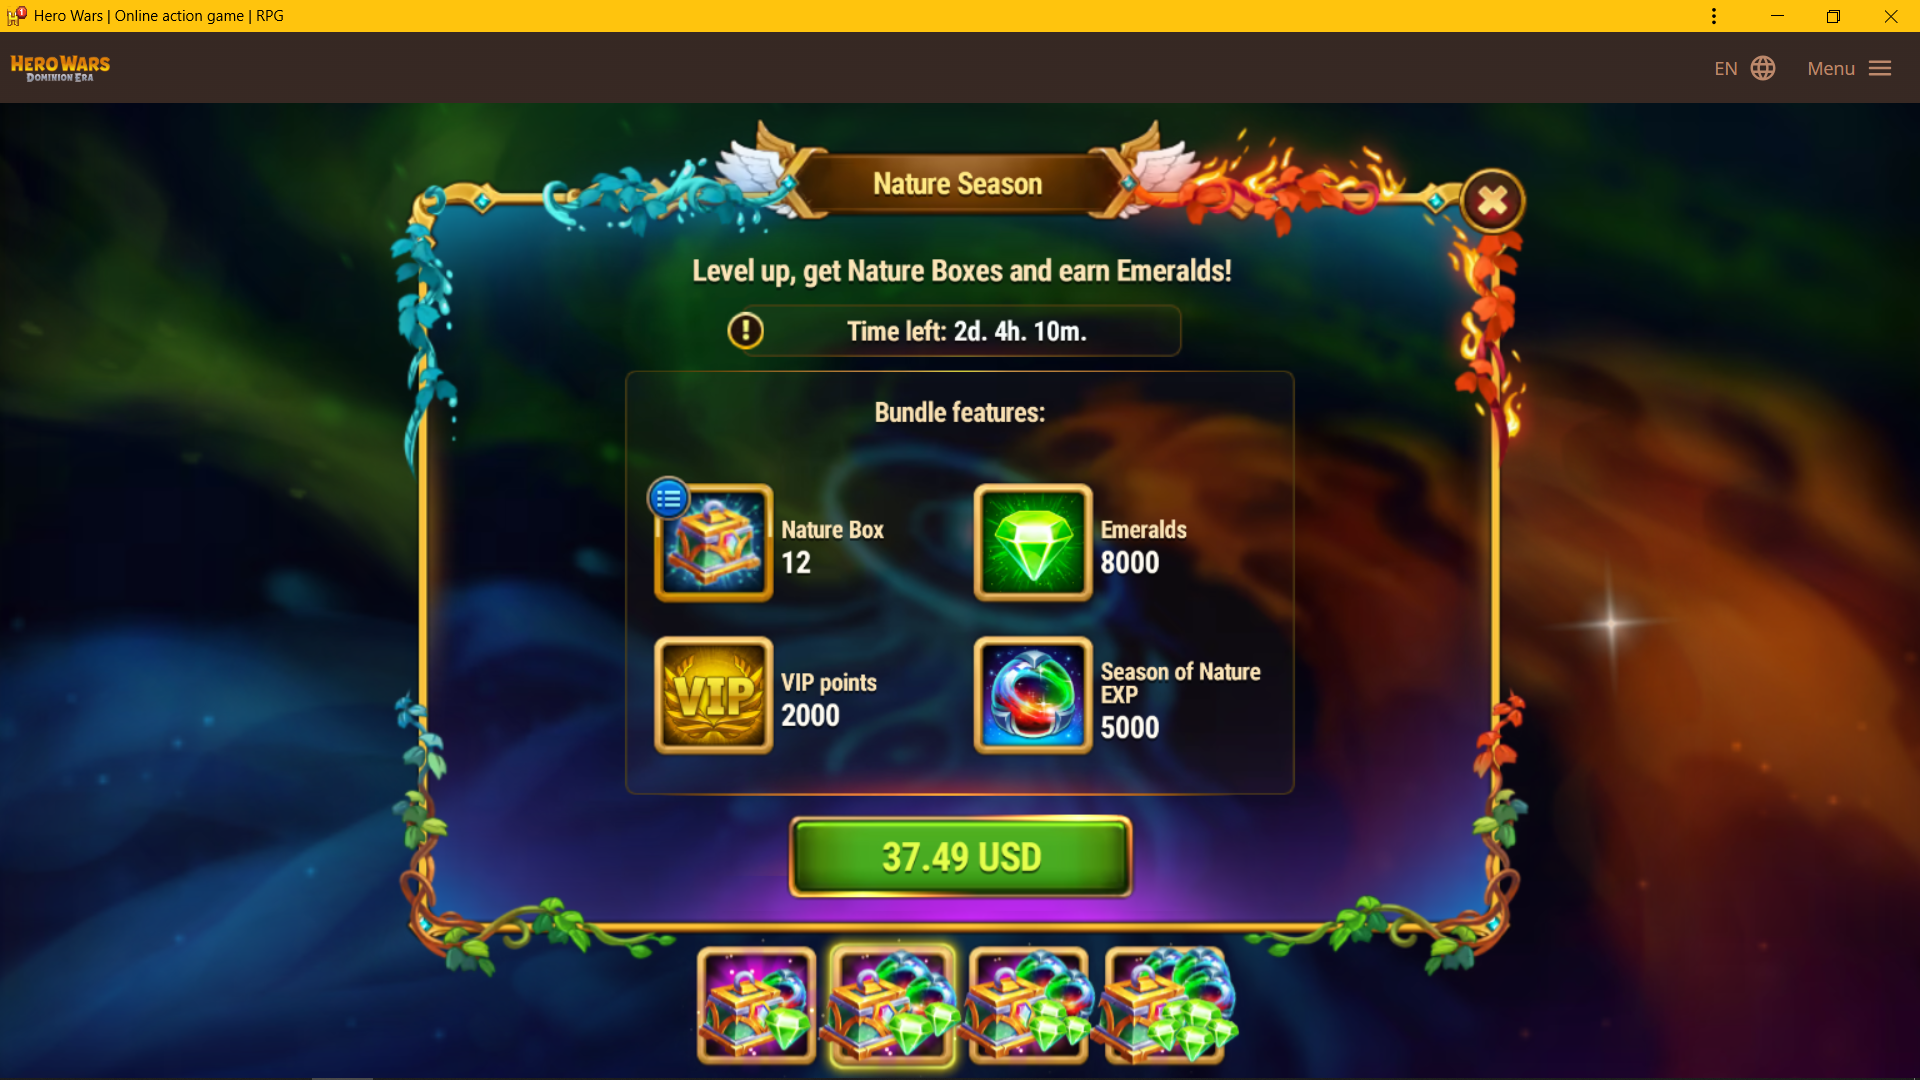 Hero Wars | Online action game | RPG
HERO WARS
DOMINION ERA
EN
Menu
Nature Season
Level up, get Nature Boxes and earn Emeralds!
Time left: 2d. 4h. 10m.
Bundle features:
Nature Box
12
Emeralds
8000
VIP
VIP points
2000
Season of Nature
EXP
5000
37.49 USD